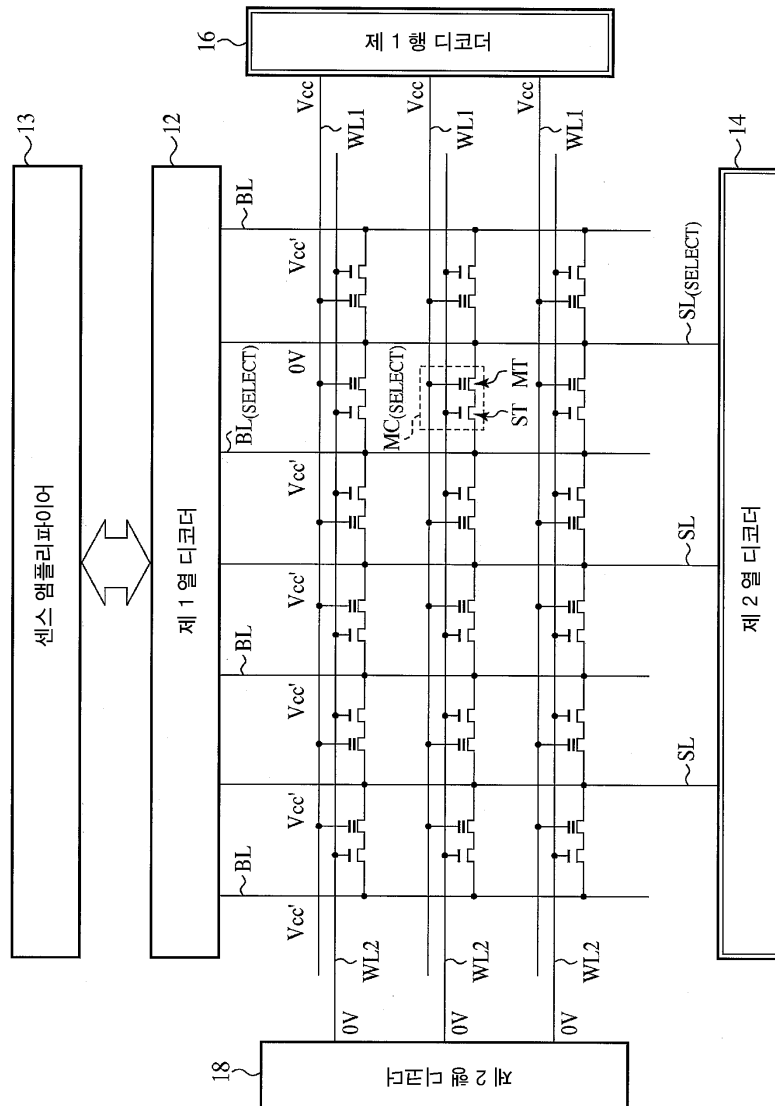 16
제 1 행 디코더
13
센스 앰플리파이어
12
제 1 열 디코더
Vcc
Vcc
Vcc
WL1
WL1
WL1
BL
BL(SELECT)
BL
BL
Vcc'
0V
Vcc'
Vcc'
Vcc'
Vcc'
Vcc'
MC(SELECT)
MT
ST
SL(SELECT)
SL
SL
14
제 2 열 디코더
WL2
WL2
WL2
0V
0V
0V
18
제 2 행 디코더